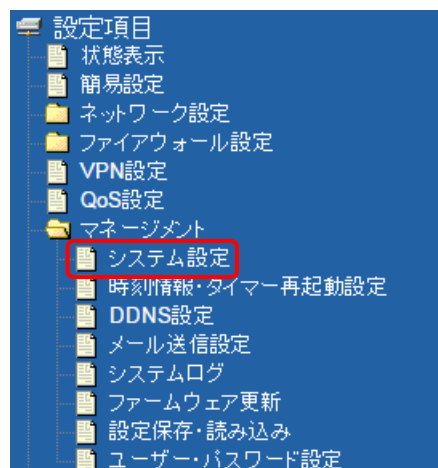 設定項目
状態表示
簡易設定
ネットワーク設定
ファイアウォール設定
VPN設定
QoS設定
マネージメント
システム設定
時刻情報・タイマー再起動設定
DDNS設定
メール送信設定
システムログ
ファームウェア更新
設定保存・読み込み
ユーザー・パスワード設定